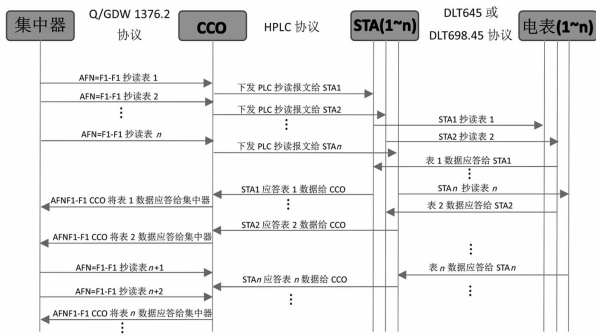 集中器
Q/GDW 1376.2
协议
CCO
HPLC 协议
STA(1~n)
DLT645 或
DLT698.45 协议
电表(1~n)
AFN=F1-F1 抄读表 1
AFN=F1-F1 抄读表 2
AFN=F1-F1 抄读表 n
下发 PLC 抄读报文给 STA1
下发 PLC 抄读报文给 STA2
下发 PLC 抄读报文给 STAn
STA1 抄读表 1
STA2 抄读表 2
表 1 数据应答给 STA1
STAn 抄读表 n
表 2 数据应答给 STA2
表 n 数据应答给 STAn
STA1 应答表 1 数据给 CCO
STA2 应答表 2 数据给 CCO
STAn 应答表 n 数据给 CCO
AFNF1-F1 CCO 将表 1 数据应答给集中器
AFNF1-F1 CCO 将表 2 数据应答给集中器
AFN=F1-F1 抄读表n+1
AFN=F1-F1 抄读表n+2
AFNF1-F1 CCO 将表 n 数据应答给集中器